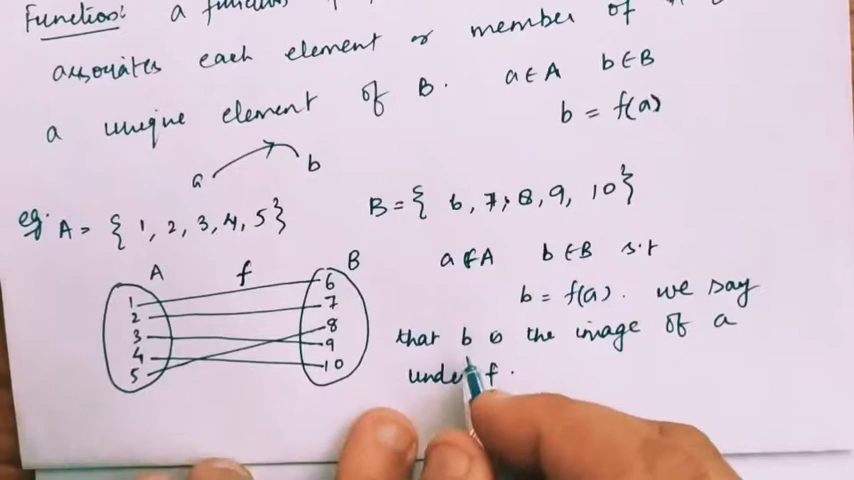 Function: a function
associates each element or member of
a unique element of B. a ∈ A b ∈ B
b = f(a)
a b
eg: A = { 1, 2, 3, 4, 5 } B = { 6, 7, 8, 9, 10 }
a ∈ A b ∈ B s.t
A f B
b = f(a). we say
1 6
2 7
3 8
4 9
5 10
that b is the image of a
under f.